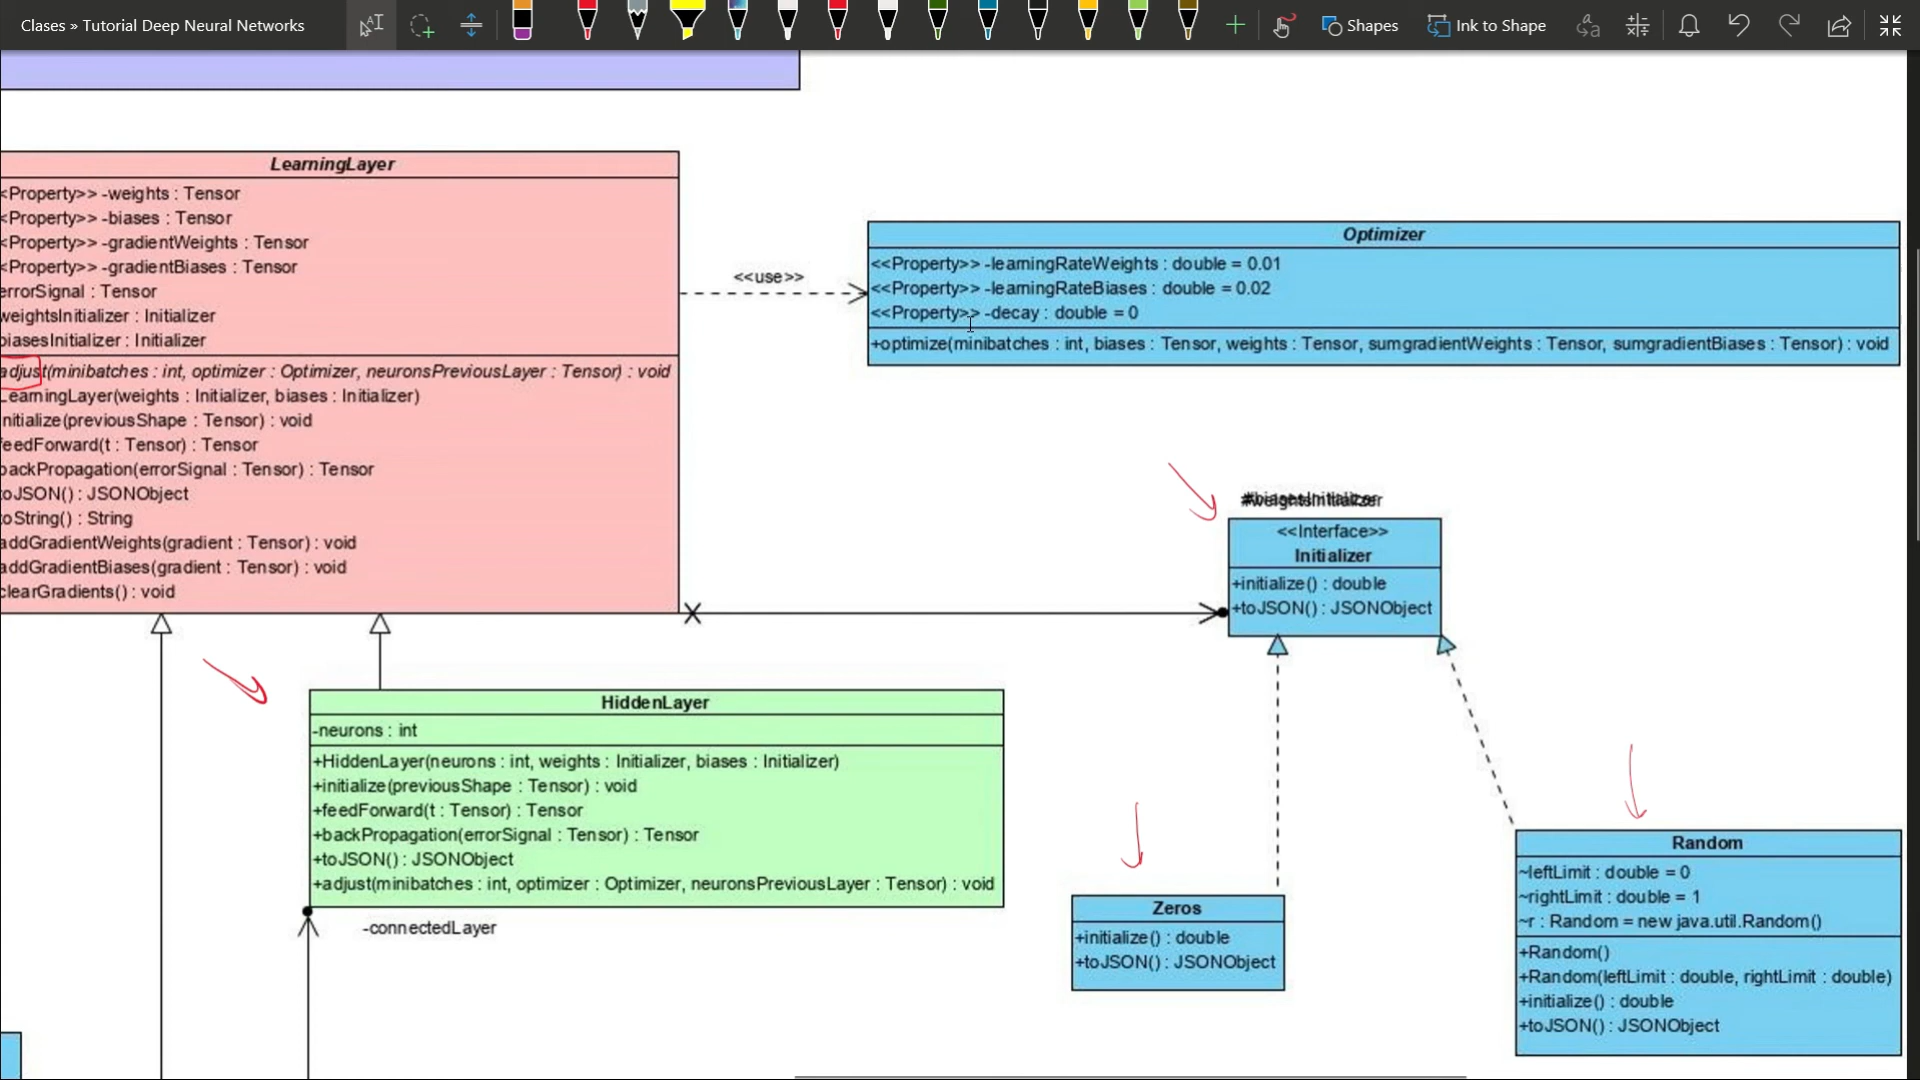 Clases » Tutorial Deep Neural Networks
Shapes
Ink to Shape
LearningLayer
<Property>> -weights : Tensor
<Property>> -biases : Tensor
<Property>> -gradientWeights : Tensor
<Property>> -gradientBiases : Tensor
errorSignal : Tensor
weightsInitializer : Initializer
biasesInitializer : Initializer
adjust(minibatches : int, optimizer : Optimizer, neuronsPreviousLayer : Tensor) : void
LearningLayer(weights : Initializer, biases : Initializer)
initialize(previousShape : Tensor) : void
feedForward(t : Tensor) : Tensor
backPropagation(errorSignal : Tensor) : Tensor
toJSON() : JSONObject
toString() : String
addGradientWeights(gradient : Tensor) : void
addGradientBiases(gradient : Tensor) : void
clearGradients() : void
<<use>>
Optimizer
<<Property>> -learningRateWeights : double = 0.01
<<Property>> -learningRateBiases : double = 0.02
<<Property>> -decay : double = 0
+optimize(minibatches : int, biases : Tensor, weights : Tensor, sumgradientWeights : Tensor, sumgradientBiases : Tensor) : void
<<Interface>>
Initializer
+initialize() : double
+toJSON() : JSONObject
HiddenLayer
-neurons : int
+HiddenLayer(neurons : int, weights : Initializer, biases : Initializer)
+initialize(previousShape : Tensor) : void
+feedForward(t : Tensor) : Tensor
+backPropagation(errorSignal : Tensor) : Tensor
+toJSON() : JSONObject
+adjust(minibatches : int, optimizer : Optimizer, neuronsPreviousLayer : Tensor) : void
-connectedLayer
Zeros
+initialize() : double
+toJSON() : JSONObject
Random
~leftLimit : double = 0
~rightLimit : double = 1
~r : Random = new java.util.Random()
+Random()
+Random(leftLimit : double, rightLimit : double)
+initialize() : double
+toJSON() : JSONObject